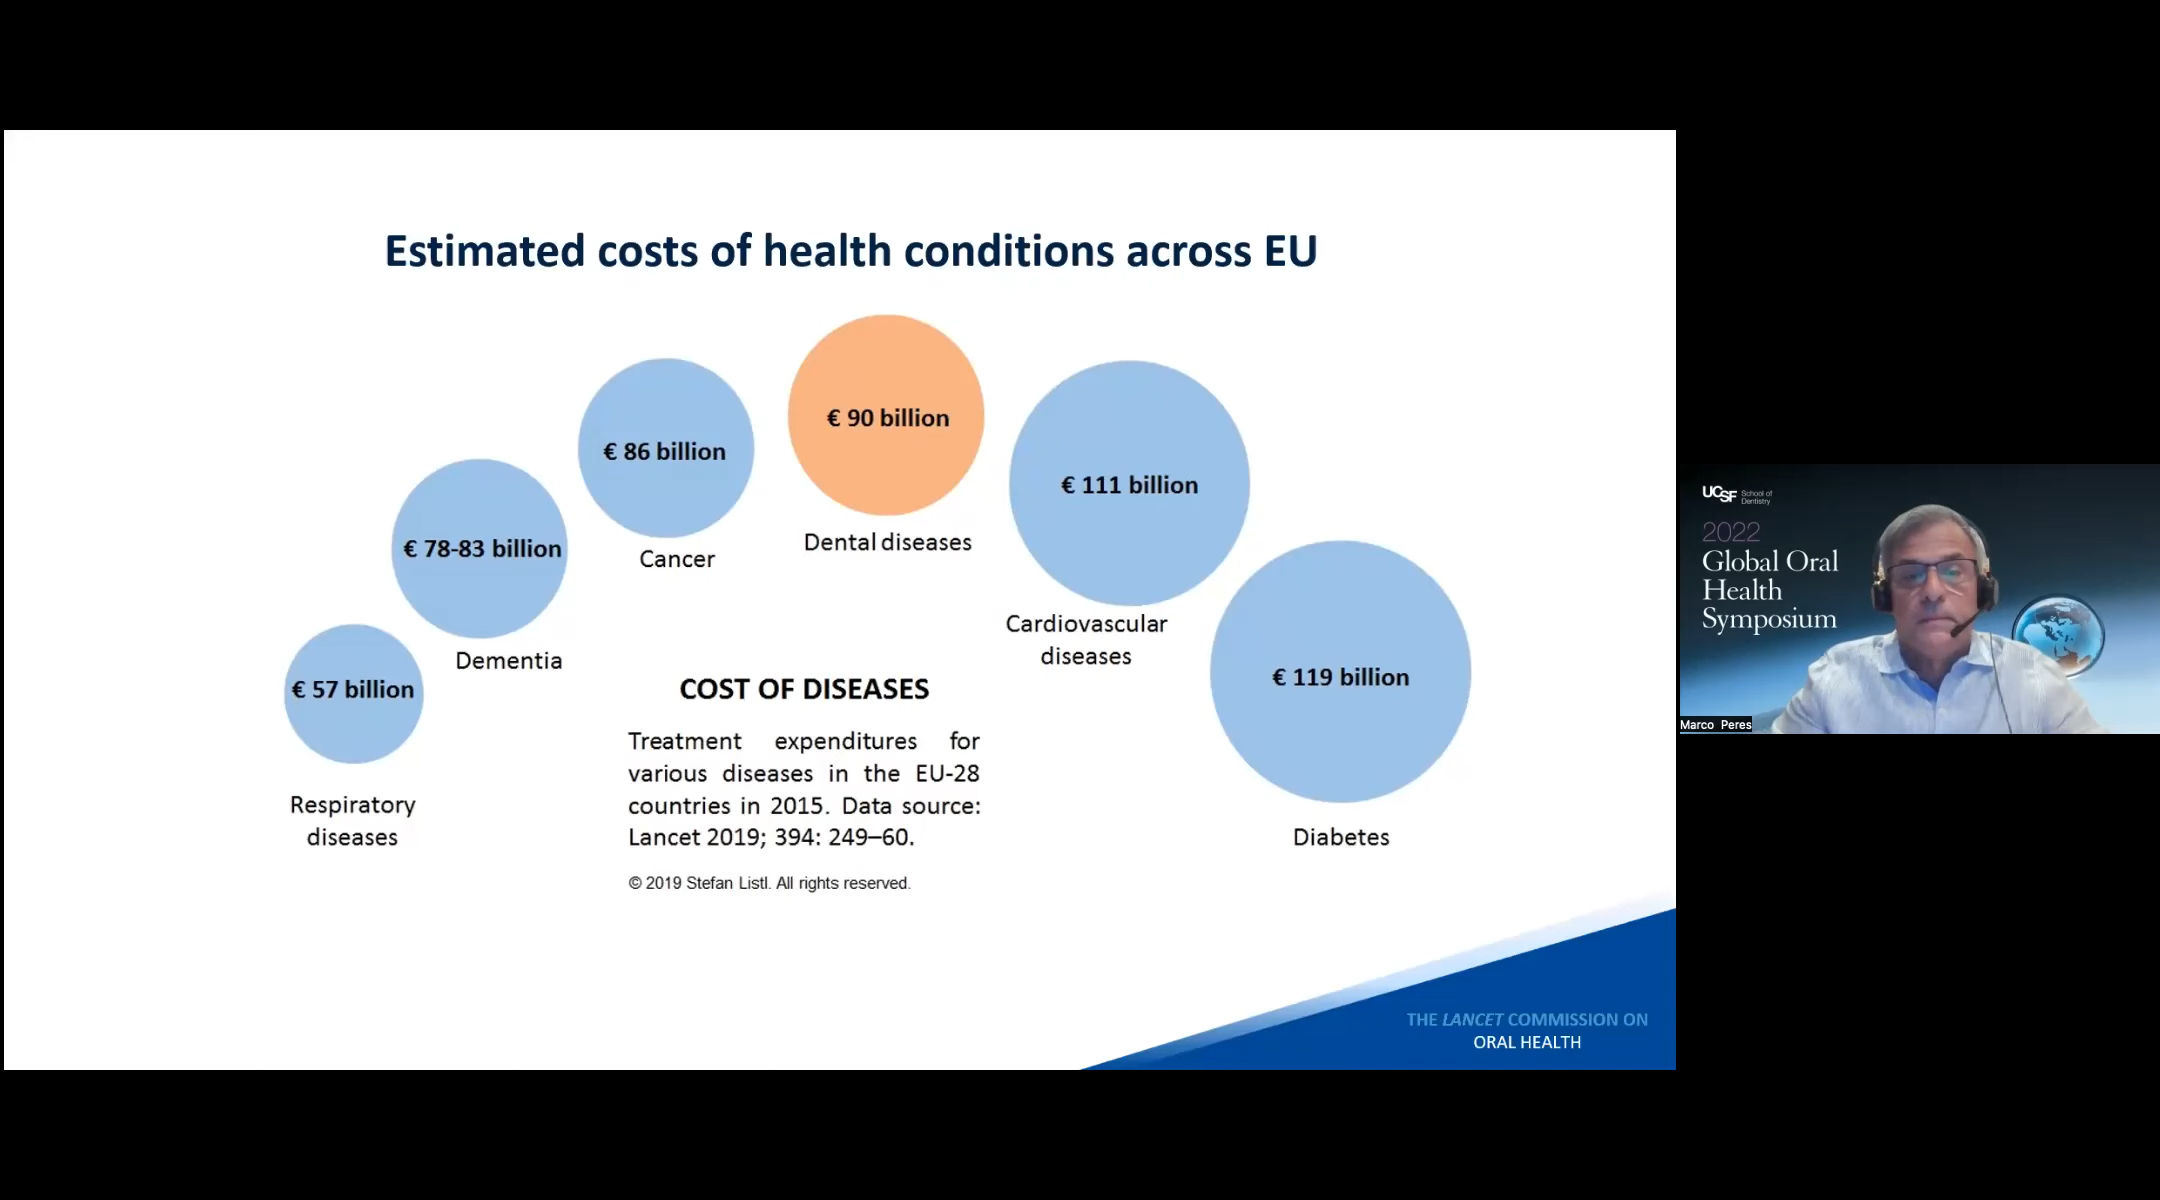 Estimated costs of health conditions across EU
€ 90 billion
Dental diseases
€ 86 billion
Cancer
€ 111 billion
Cardiovascular
diseases
€ 78-83 billion
Dementia
€ 119 billion
Diabetes
€ 57 billion
Respiratory
diseases
COST OF DISEASES
Treatment expenditures for
various diseases in the EU-28
countries in 2015. Data source:
Lancet 2019; 394: 249–60.
© 2019 Stefan Listl. All rights reserved.
THE LANCET COMMISSION ON
ORAL HEALTH
UCSF School of
Dentistry
2022
Global Oral
Health
Symposium
Marco Peres